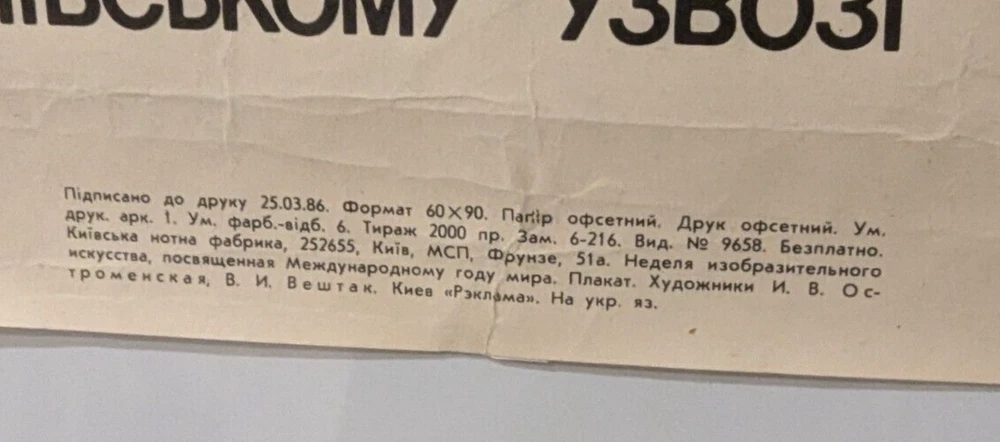 ІВСЬКОМУ УЗВОЗІ
Підписано до друку 25.03.86. Формат 60×90. Папір офсетний. Друк офсетний. Ум.
друк. арк. 1. Ум. фарб.-відб. 6. Тираж 2000 пр. Зам. 6-216. Вид. № 9658. Безплатно.
Київська нотна фабрика, 252655, Київ, МСП, Фрунзе, 51а. Неделя изобразительного
искусства, посвященная Международному году мира. Плакат. Художники И. В. Ос-
троменская, В. И. Вештак. Киев «Рэклама». На укр. яз.